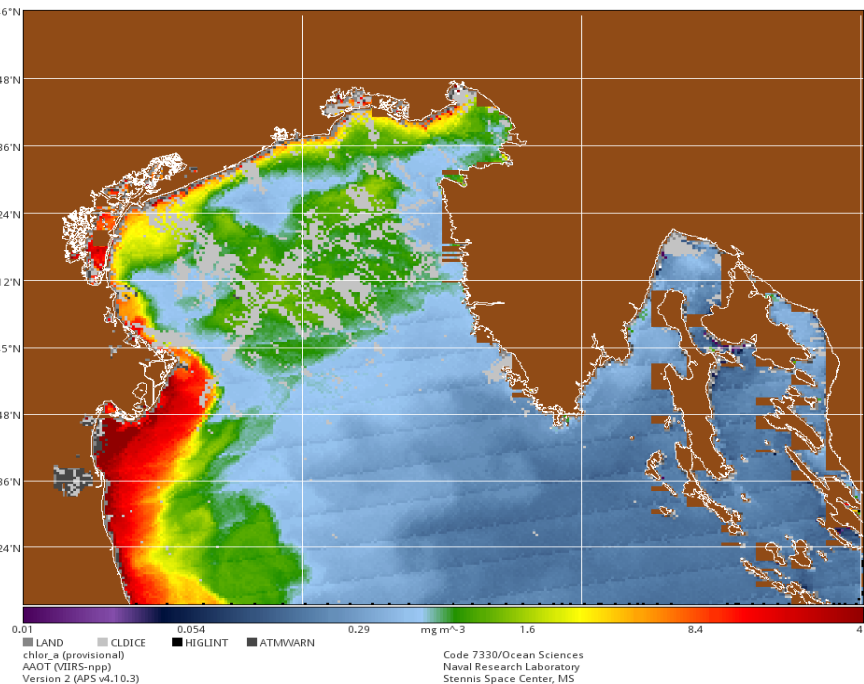 6°N
48'N
36'N
24'N
12'N
5°N
48'N
36'N
24'N
0.01 0.054 0.29 mg m^-3 1.6 8.4 4
LAND CLDICE HIGLINT ATMWARN
chlor_a (provisional) Code 7330/Ocean Sciences
AAOT (VIIRS-npp) Naval Research Laboratory
Version 2 (APS v4.10.3) Stennis Space Center, MS